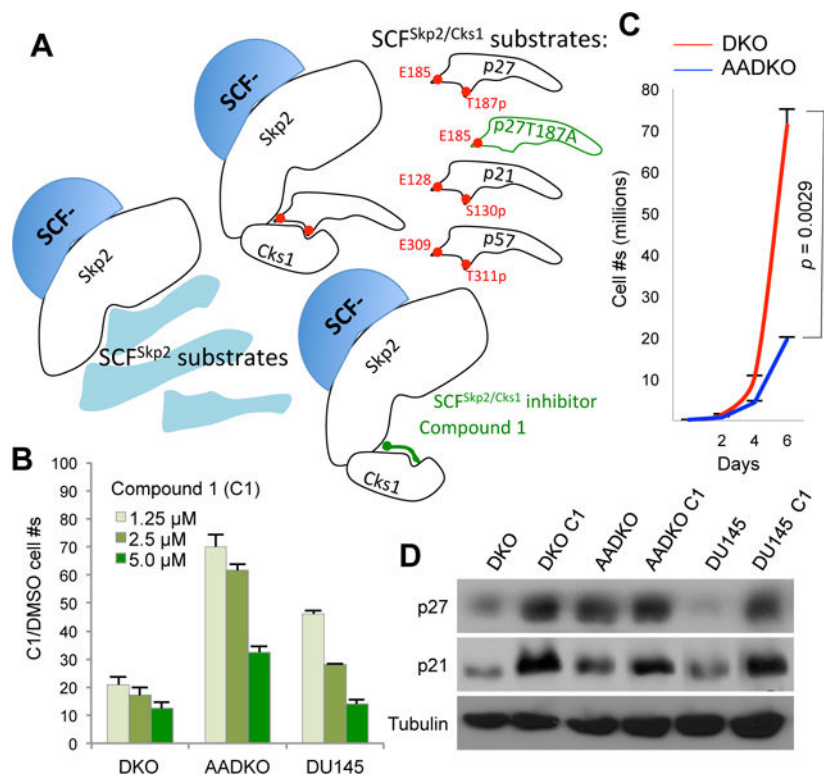 A
SCF-
Skp2
Cks1
SCF-
Skp2
SCF^Skp2 substrates
SCF^Skp2/Cks1 substrates:
E185
p27
T187p
E185
p27T187A
E128
p21
S130p
E309
p57
T311p
SCF-
Skp2
SCF^Skp2/Cks1 inhibitor
Compound 1
Cks1
C
DKO
AADKO
80
70
60
50
40
30
20
10
Cell #s (millions)
p = 0.0029
2 4 6
Days
B
100
90
80
70
60
50
40
30
20
10
0
C1/DMSO cell #s
Compound 1 (C1)
1.25 µM
2.5 µM
5.0 µM
DKO AADKO DU145
D
DKO DKO C1 AADKO AADKO C1 DU145 DU145 C1
p27
p21
Tubulin